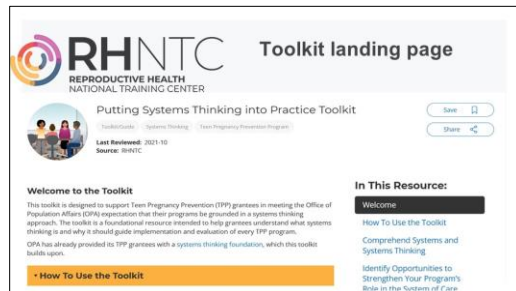 RHNTC
REPRODUCTIVE HEALTH
NATIONAL TRAINING CENTER
Toolkit landing page
Putting Systems Thinking into Practice Toolkit
Toolkit/Guide Systems Thinking Teen Pregnancy Prevention Program
Last Reviewed: 2021-10
Source: RHNTC
Save
Share
Welcome to the Toolkit
This toolkit is designed to support Teen Pregnancy Prevention (TPP) grantees in meeting the Office of
Population Affairs (OPA) expectation that their programs be grounded in a systems thinking
approach. The toolkit is a foundational resource intended to help grantees understand what systems
thinking is and why it should guide implementation and evaluation of every TPP program.
OPA has already provided its TPP grantees with a systems thinking foundation, which this toolkit
builds upon.
• How To Use the Toolkit
In This Resource:
Welcome
How To Use the Toolkit
Comprehend Systems and
Systems Thinking
Identify Opportunities to
Strengthen Your Program's
Role in the System of Care